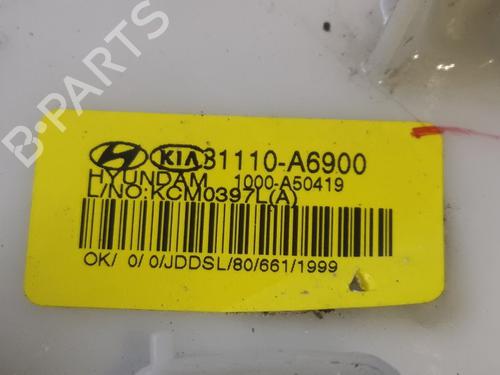 B-PARTS
KIA 31110-A6900
HYUNDAM 1000-A50419
L/NO:KCM0397L(A)
OK/ 0/ 0/JDDSL/80/661/1999